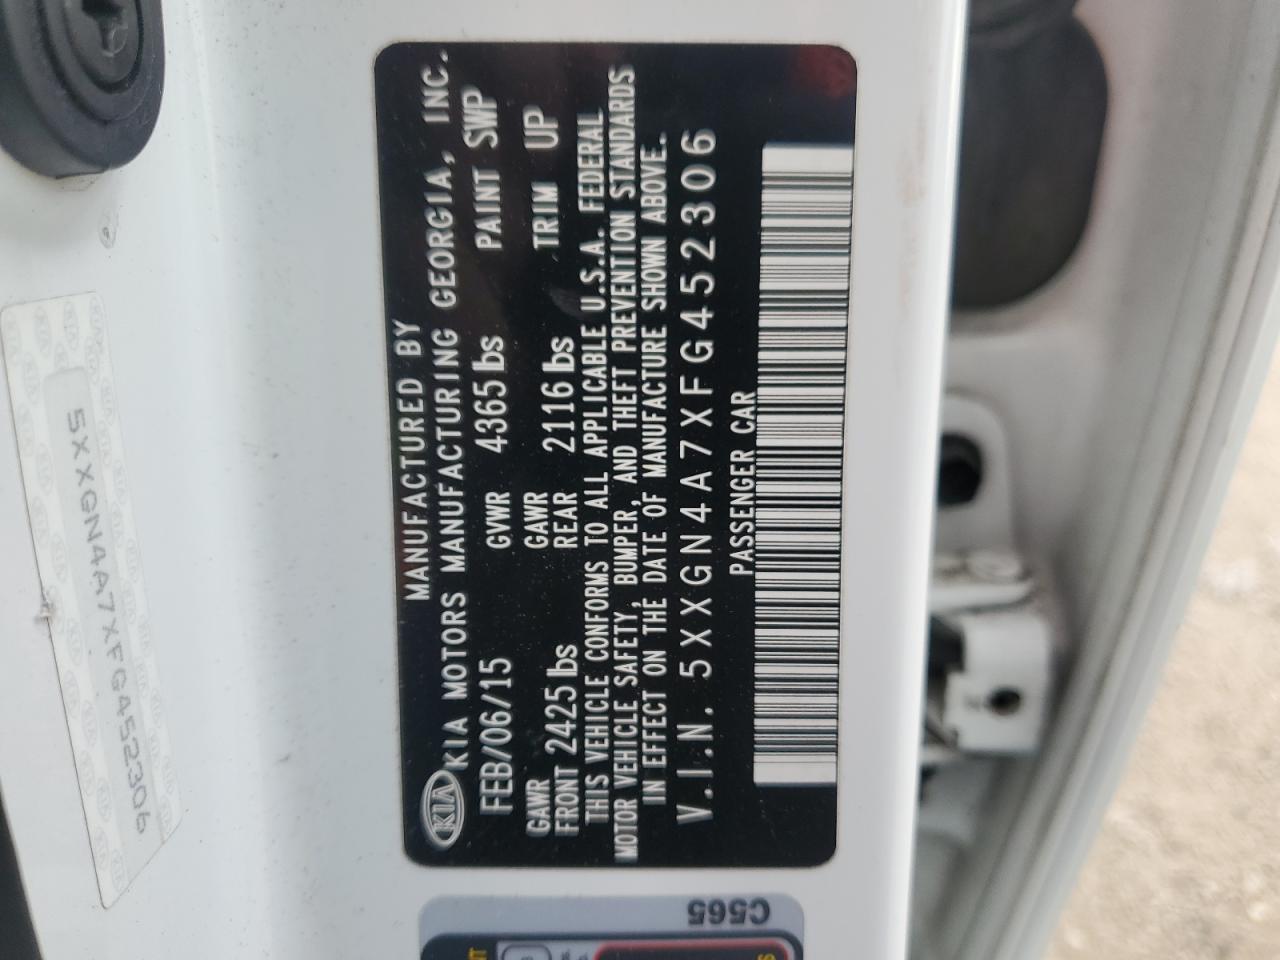 MANUFACTURED BY
KIA KIA MOTORS MANUFACTURING GEORGIA, INC.
FEB/06/15 GVWR 4365 lbs PAINT SWP
GAWR FRONT 2425 lbs GAWR REAR 2116 lbs TRIM UP
THIS VEHICLE CONFORMS TO ALL APPLICABLE U.S.A. FEDERAL
MOTOR VEHICLE SAFETY, BUMPER, AND THEFT PREVENTION STANDARDS
IN EFFECT ON THE DATE OF MANUFACTURE SHOWN ABOVE.
V.I.N. 5XXGN4A7XFG452306
PASSENGER CAR
5XXGN4A7XFG452306
C565